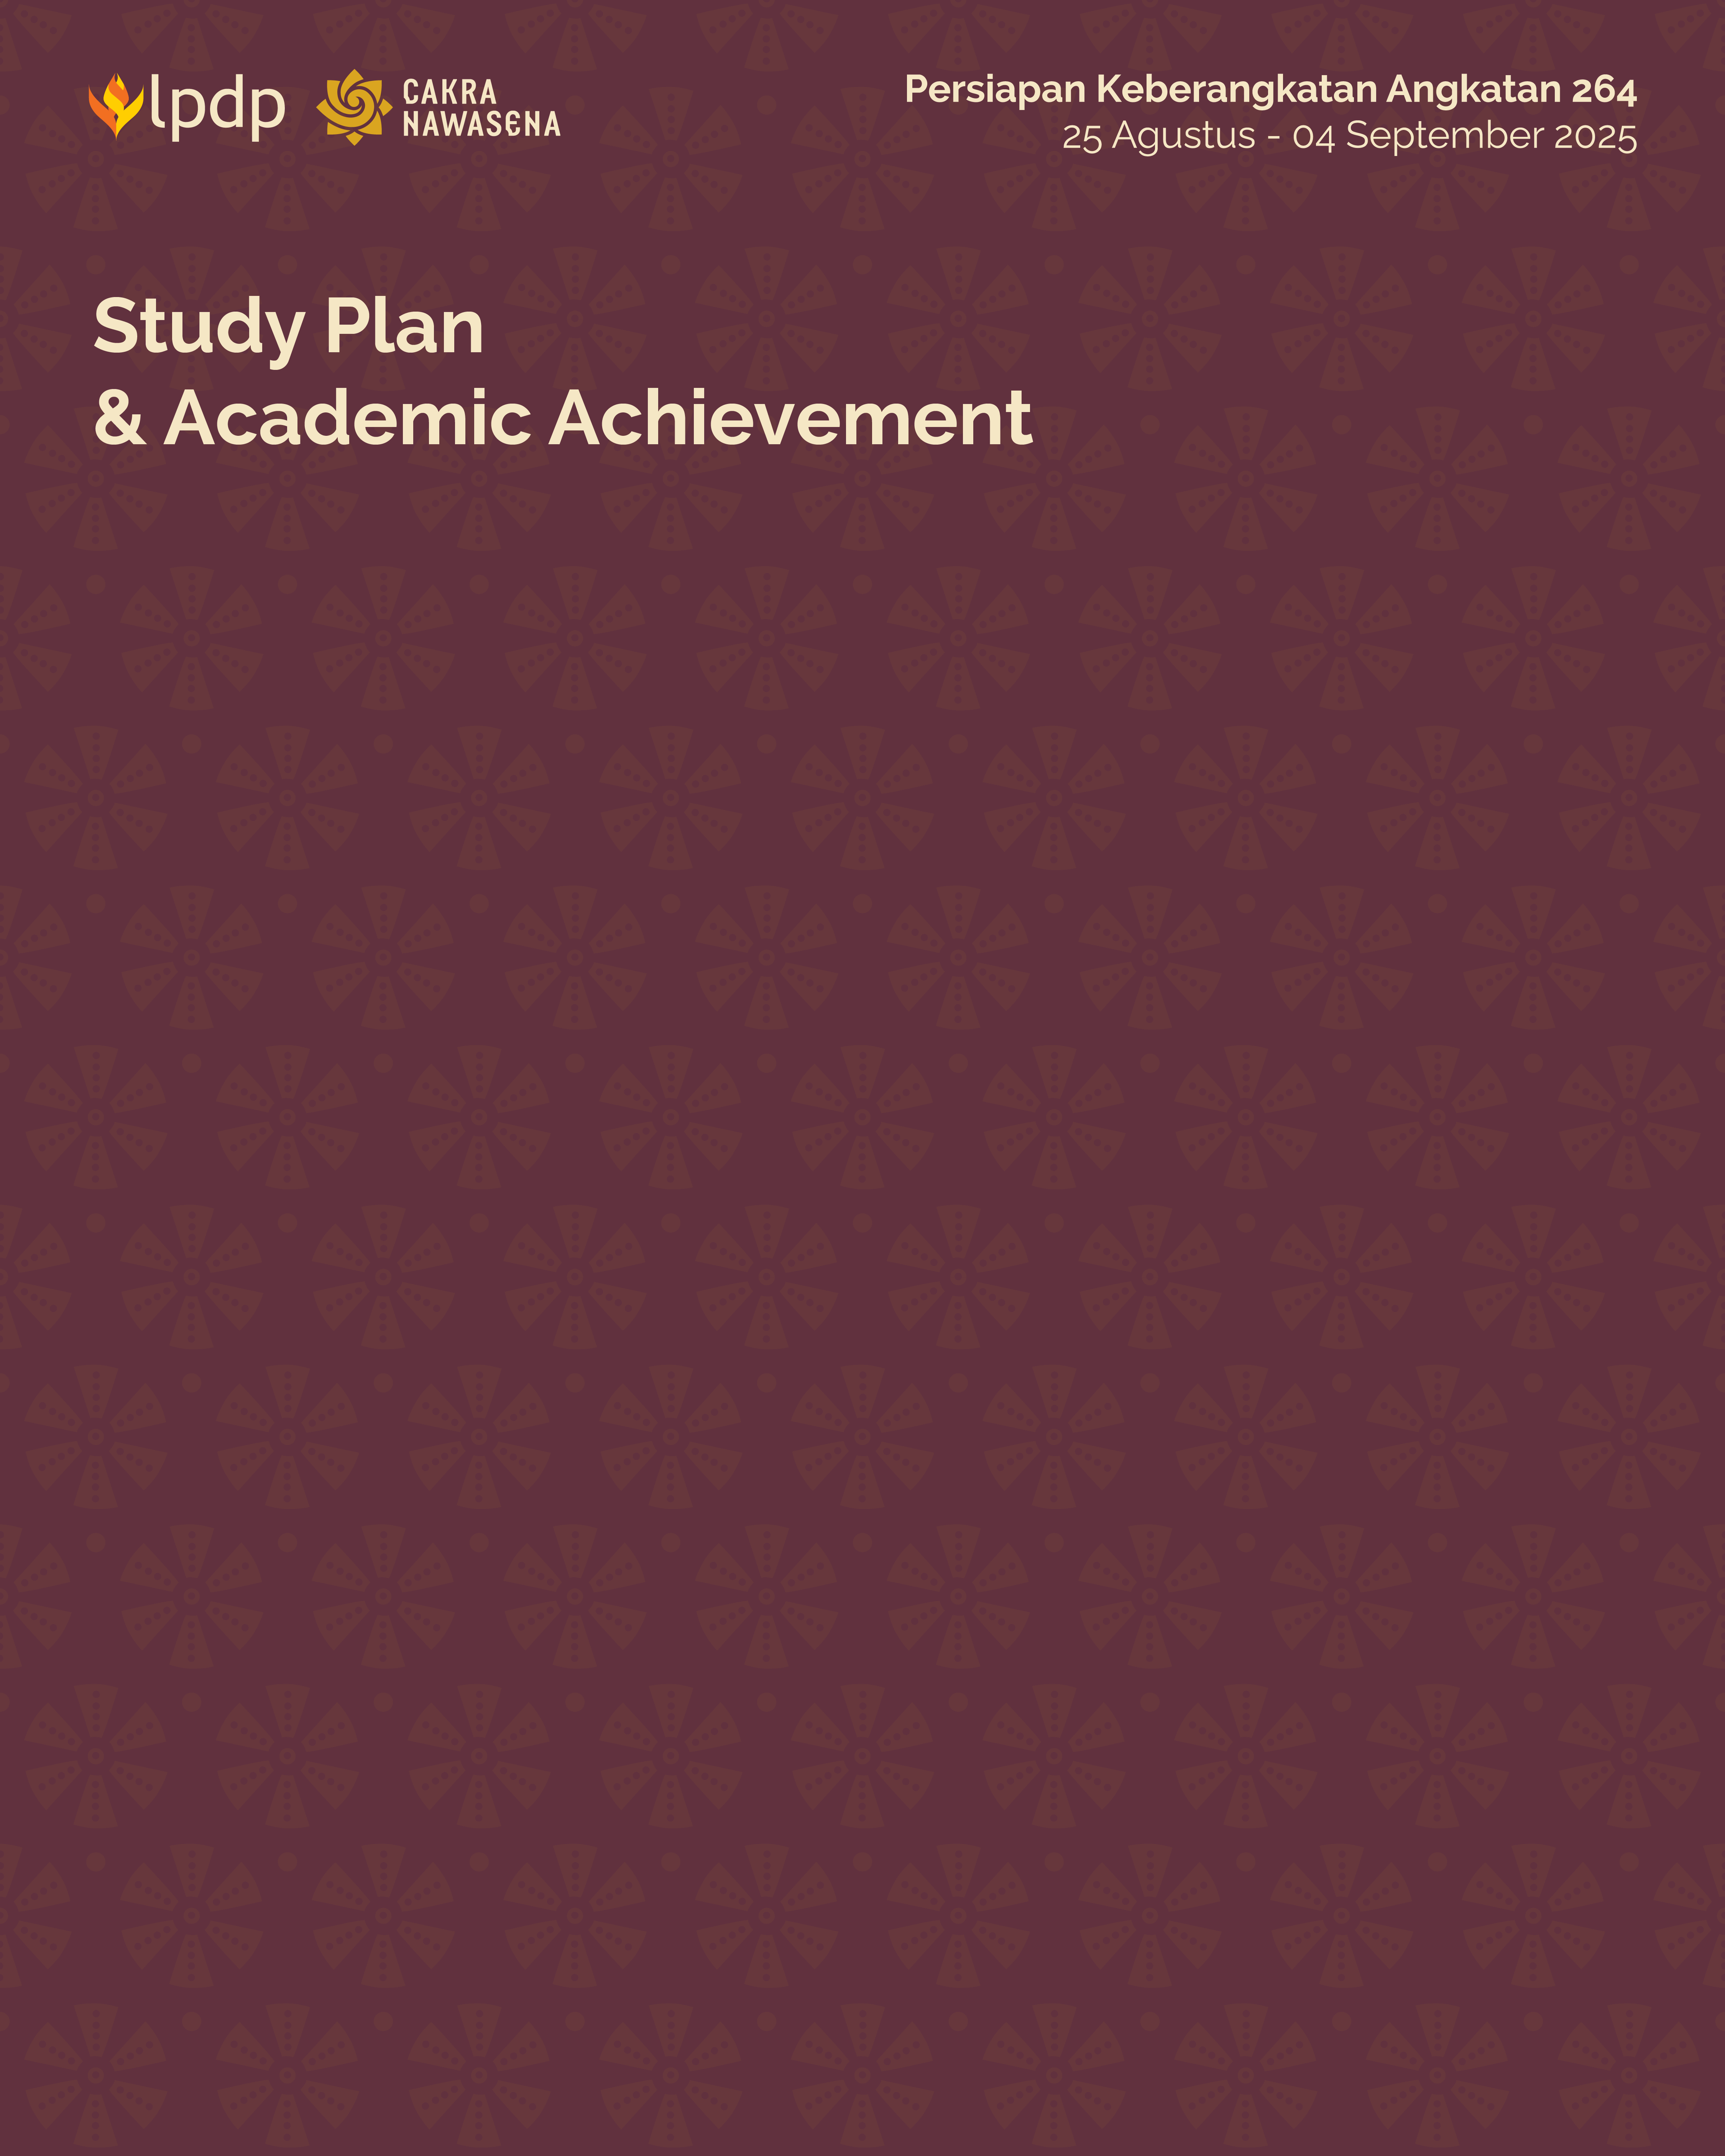 lpdp
CAKRA
NAWASENA
Persiapan Keberangkatan Angkatan 264
25 Agustus - 04 September 2025
Study Plan
& Academic Achievement